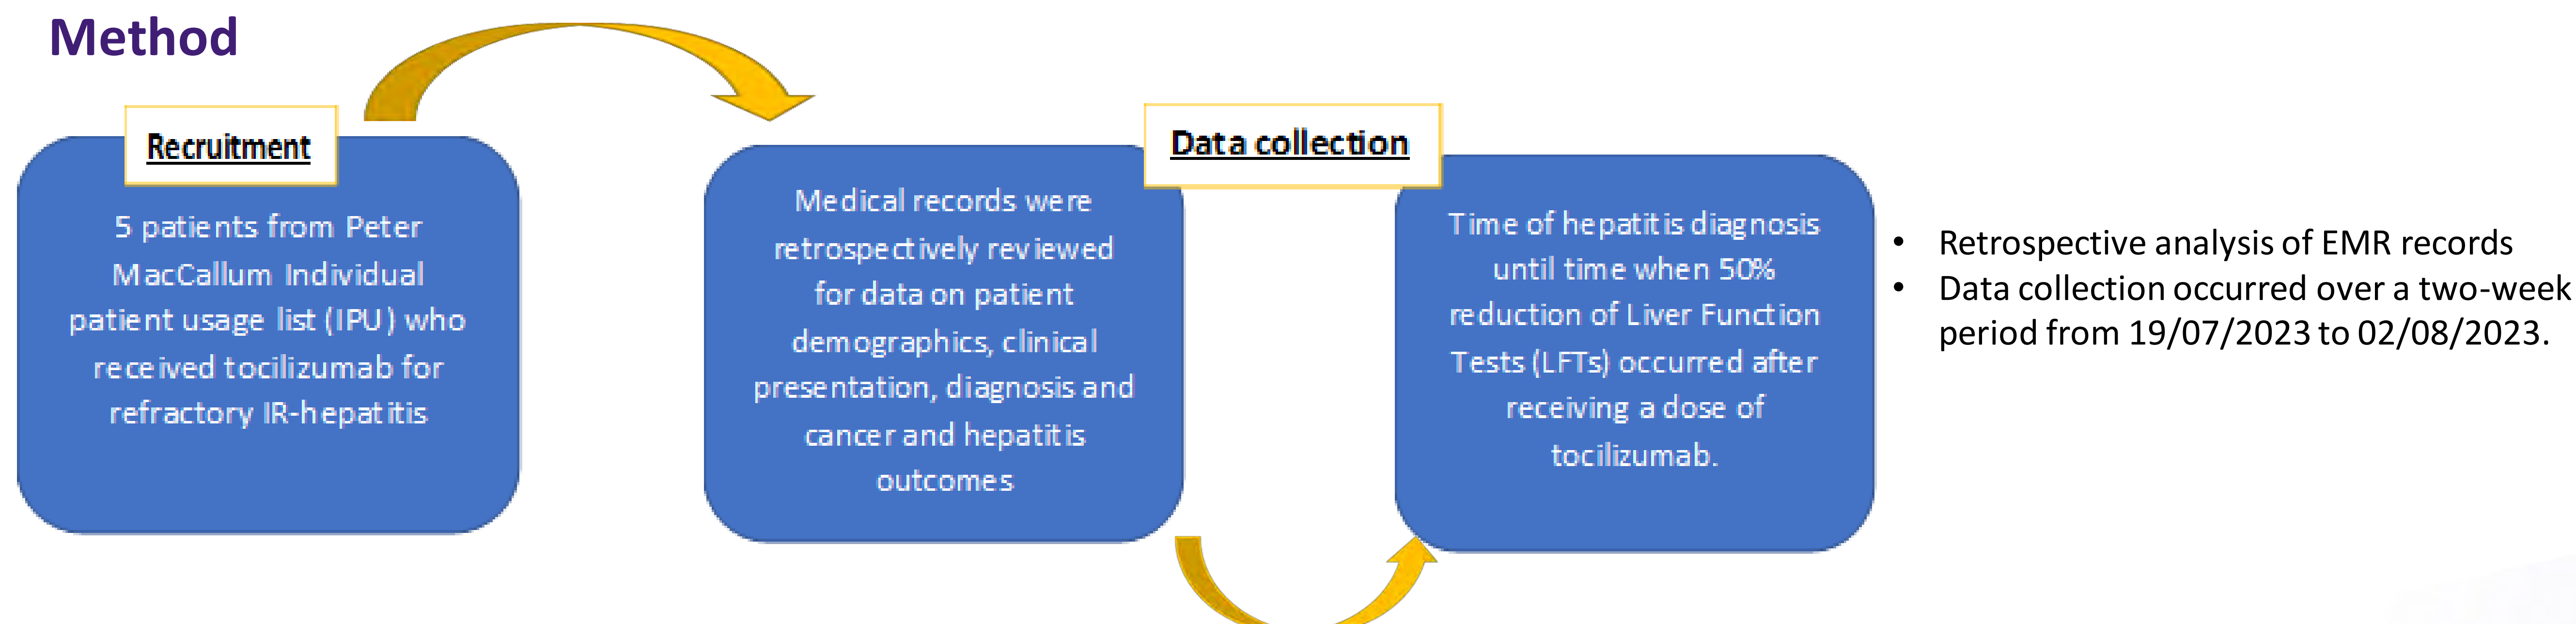 Method
Recruitment
5 patients from Peter
MacCallum Individual
patient usage list (IPU) who
received tocilizumab for
refractory IR-hepatitis
Data collection
Medical records were
retrospectively reviewed
for data on patient
demographics, clinical
presentation, diagnosis and
cancer and hepatitis
outcomes
Time of hepatitis diagnosis
until time when 50%
reduction of Liver Function
Tests (LFTs) occurred after
receiving a dose of
tocilizumab.
• Retrospective analysis of EMR records
• Data collection occurred over a two-week
period from 19/07/2023 to 02/08/2023.